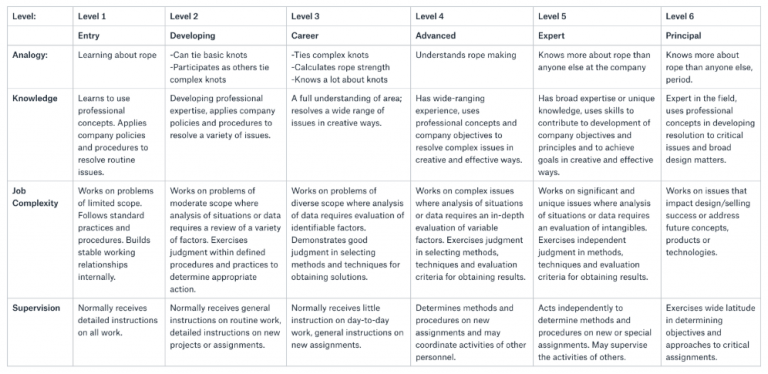 Level:
Level 1
Level 2
Level 3
Level 4
Level 5
Level 6
Entry
Developing
Career
Advanced
Expert
Principal
Analogy:
Learning about rope
-Can tie basic knots
-Participates as others tie
complex knots
-Ties complex knots
-Calculates rope strength
-Knows a lot about knots
Understands rope making
Knows more about rope than
anyone else at the company
Knows more about
rope than anyone else,
period.
Knowledge
Learns to use
professional
concepts. Applies
company policies
and procedures to
resolve routine
issues.
Developing professional
expertise, applies company
policies and procedures to
resolve a variety of issues.
A full understanding of area;
resolves a wide range of
issues in creative ways.
Has wide-ranging
experience, uses
professional concepts and
company objectives to
resolve complex issues in
creative and effective ways.
Has broad expertise or unique
knowledge, uses skills to
contribute to development of
company objectives and
principles and to achieve
goals in creative and effective
ways.
Expert in the field,
uses professional
concepts in developing
resolution to critical
issues and broad
design matters.
Job
Complexity
Works on problems
of limited scope.
Follows standard
practices and
procedures. Builds
stable working
relationships
internally.
Works on problems of
moderate scope where
analysis of situations or data
requires a review of a variety
of factors. Exercises
judgment within defined
procedures and practices to
determine appropriate
action.
Works on problems of
diverse scope where analysis
of data requires evaluation of
identifiable factors.
Demonstrates good
judgment in selecting
methods and techniques for
obtaining solutions.
Works on complex issues
where analysis of situations
or data requires an in-depth
evaluation of variable
factors. Exercises judgment
in selecting methods,
techniques and evaluation
criteria for obtaining results.
Works on significant and
unique issues where analysis
of situations or data requires
an evaluation of intangibles.
Exercises independent
judgment in methods,
techniques and evaluation
criteria for obtaining results.
Works on issues that
impact design/selling
success or address
future concepts,
products or
technologies.
Supervision
Normally receives
detailed instructions
on all work.
Normally receives general
instructions on routine work,
detailed instructions on new
projects or assignments.
Normally receives little
instruction on day-to-day
work, general instructions on
new assignments.
Determines methods and
procedures on new
assignments and may
coordinate activities of other
personnel.
Acts independently to
determine methods and
procedures on new or special
assignments. May supervise
the activities of others.
Exercises wide latitude
in determining
objectives and
approaches to critical
assignments.